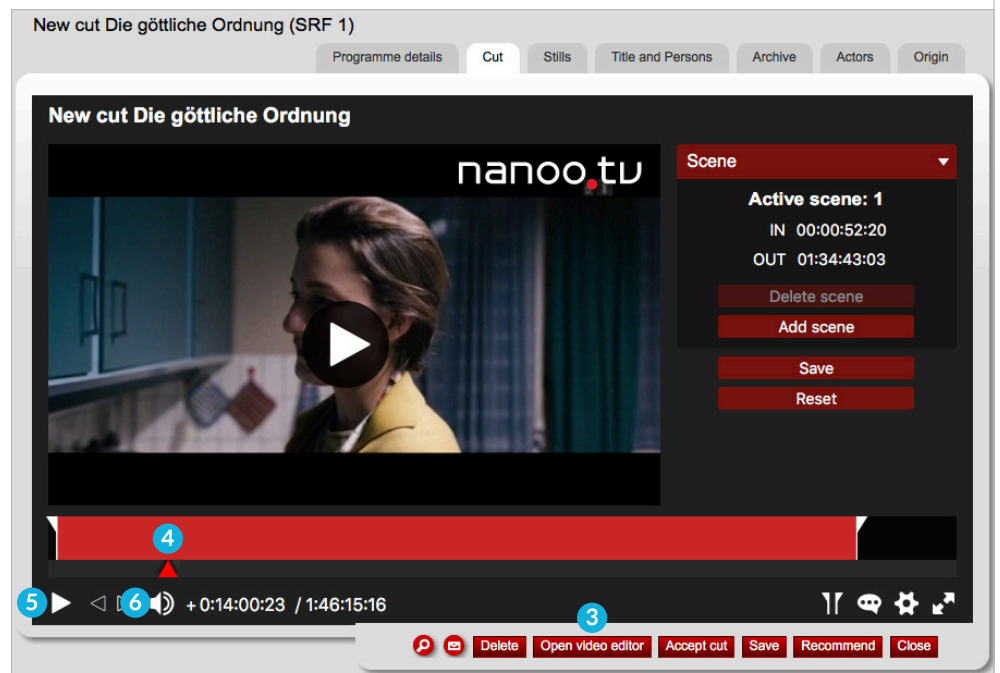 New cut Die göttliche Ordnung (SRF 1)
Programme details Cut Stills Title and Persons Archive Actors Origin
New cut Die göttliche Ordnung
nanoo.tv
Scene
Active scene: 1
IN 00:00:52:20
OUT 01:34:43:03
Delete scene
Add scene
Save
Reset
4
5 6 + 0:14:00:23 / 1:46:15:16
3
Delete Open video editor Accept cut Save Recommend Close